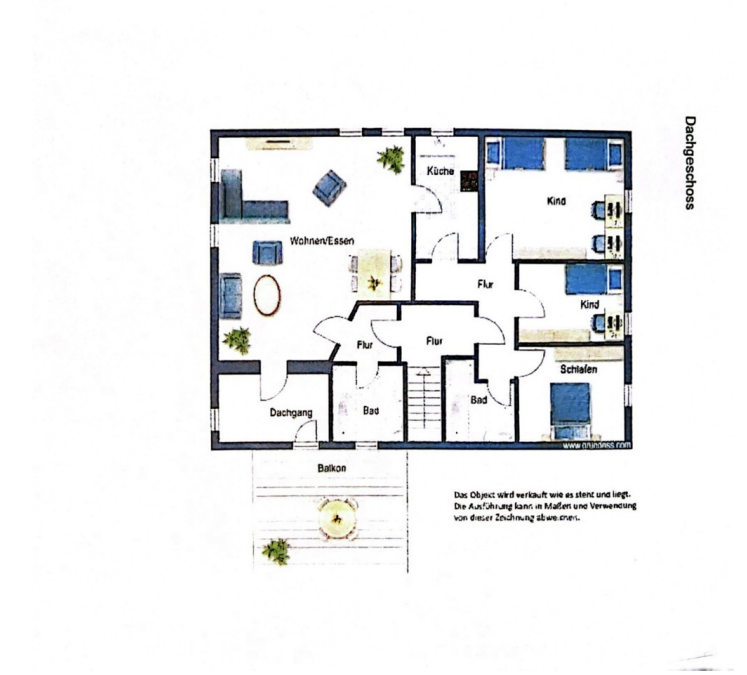 Dachgeschoss
Küche
Kind
Wohnen/Essen
Flur
Kind
Flur
Flur
Schlafen
Bad
Dachgang
Bad
www.grundass.com
Balkon
Das Objekt wird verkauft wie es steht und liegt.
Die Ausführung kann in Maßen und Verwendung
von dieser Zeichnung abweichen.